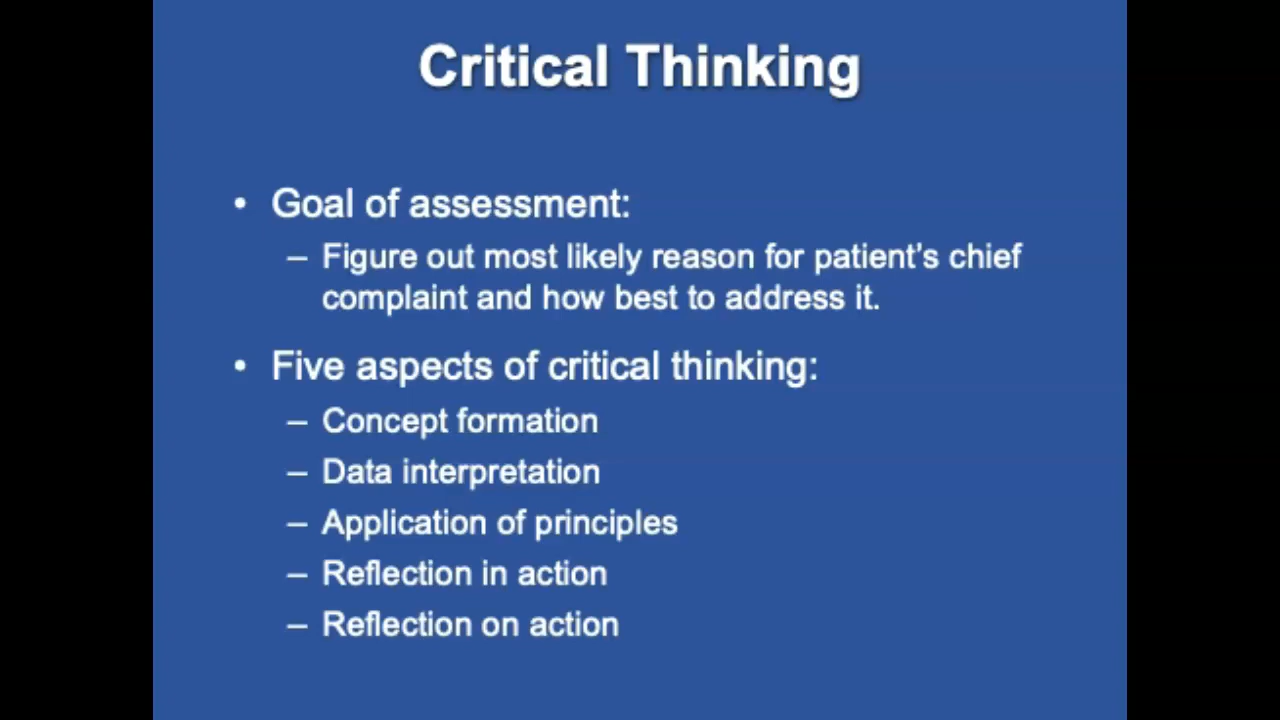 Critical Thinking
• Goal of assessment:
– Figure out most likely reason for patient’s chief
complaint and how best to address it.
• Five aspects of critical thinking:
– Concept formation
– Data interpretation
– Application of principles
– Reflection in action
– Reflection on action